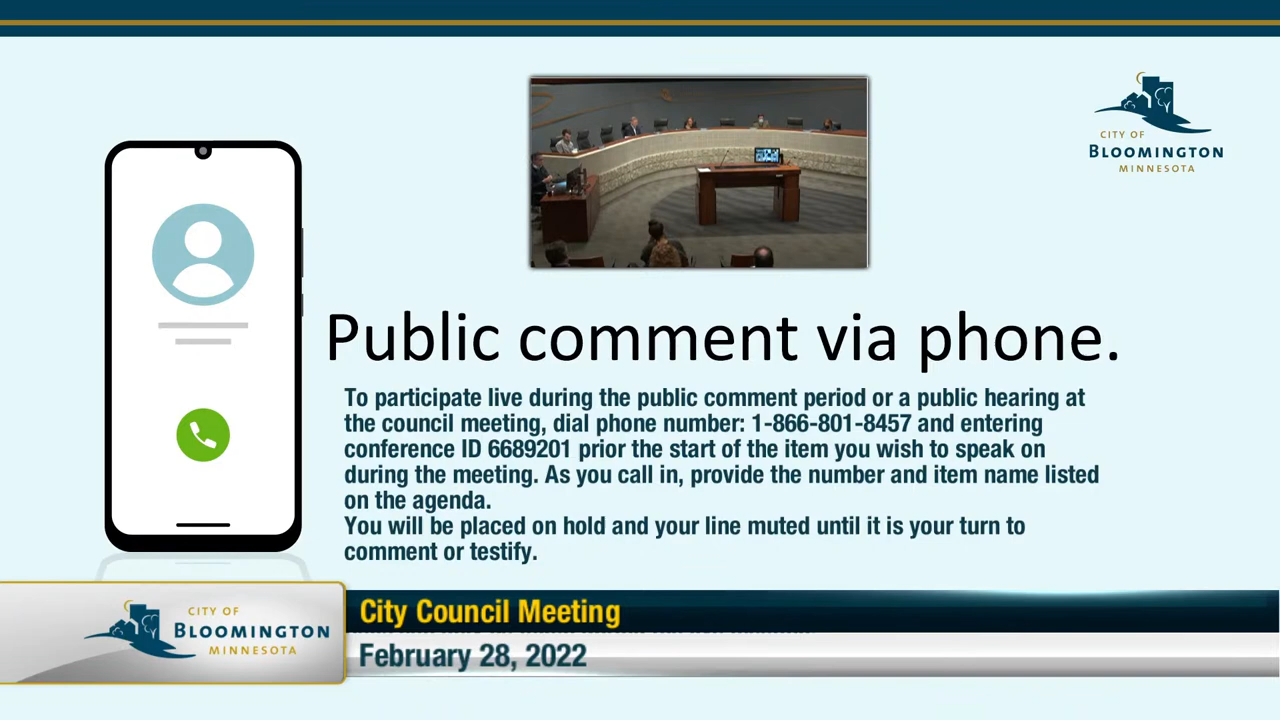 CITY OF
BLOOMINGTON
MINNESOTA
Public comment via phone.
To participate live during the public comment period or a public hearing at
the council meeting, dial phone number: 1-866-801-8457 and entering
conference ID 6689201 prior the start of the item you wish to speak on
during the meeting. As you call in, provide the number and item name listed
on the agenda.
You will be placed on hold and your line muted until it is your turn to
comment or testify.
CITY OF
BLOOMINGTON
MINNESOTA
City Council Meeting
February 28, 2022